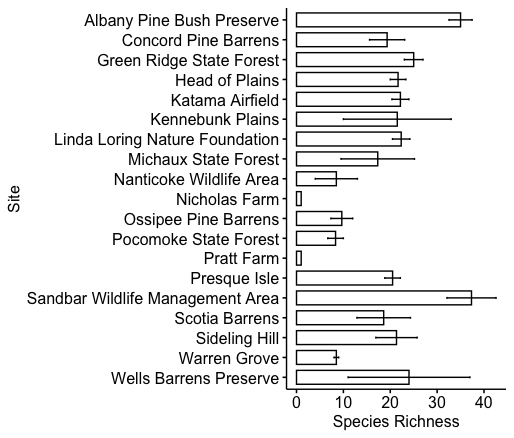 Albany Pine Bush Preserve
Concord Pine Barrens
Green Ridge State Forest
Head of Plains
Katama Airfield
Kennebunk Plains
Linda Loring Nature Foundation
Michaux State Forest
Nanticoke Wildlife Area
Nicholas Farm
Ossipee Pine Barrens
Pocomoke State Forest
Pratt Farm
Presque Isle
Sandbar Wildlife Management Area
Scotia Barrens
Sideling Hill
Warren Grove
Wells Barrens Preserve
Site
0 10 20 30 40
Species Richness